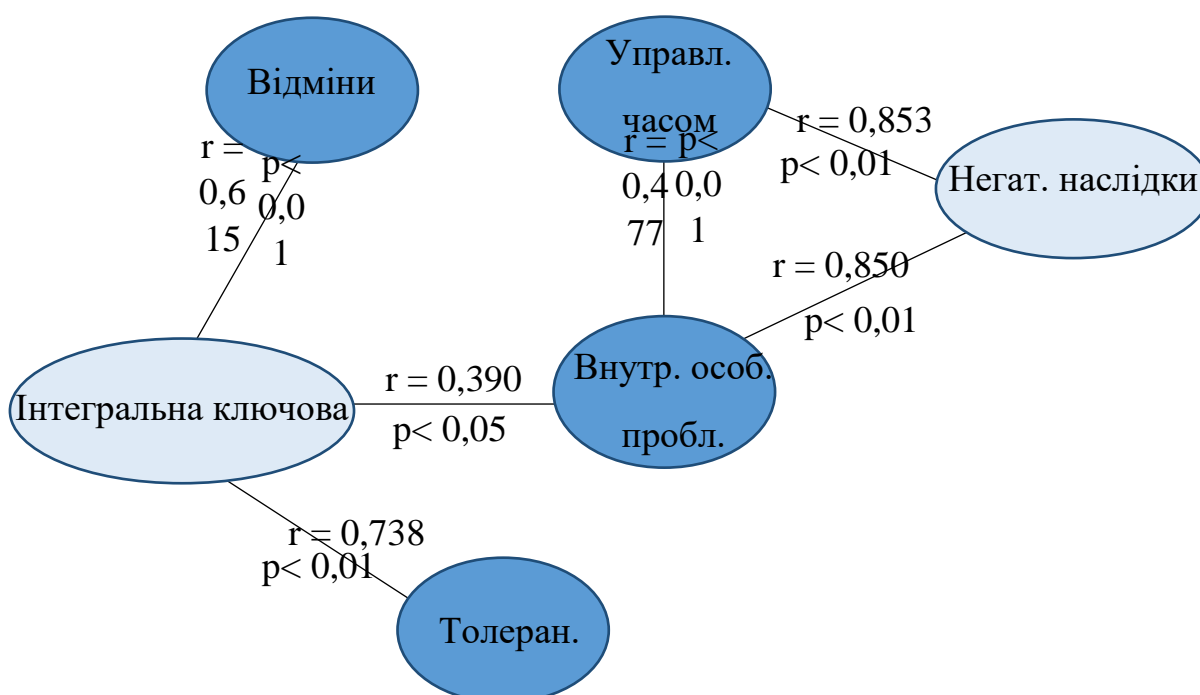 Відміни
r =
0,6
15
p<
0,0
1
Управл.
часом
r =
0,4
77
p<
0,0
1
r = 0,853
p< 0,01
Негат. наслідки
r = 0,850
p< 0,01
Інтегральна ключова
r = 0,390
p< 0,05
Внутр. особ.
пробл.
r = 0,738
p< 0,01
Толеран.